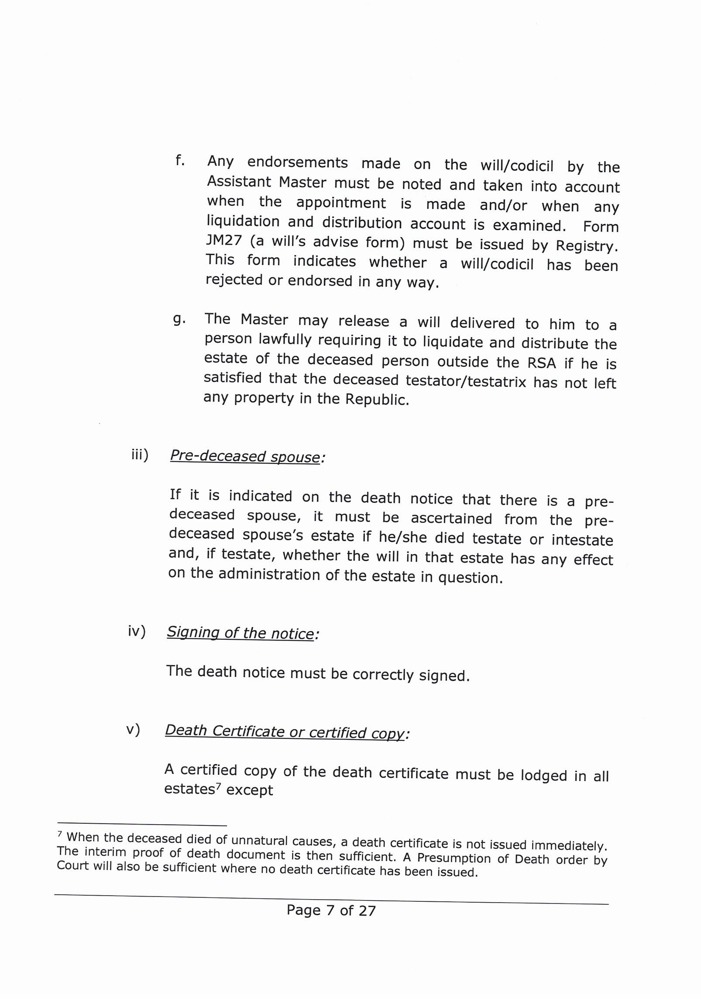 f. Any endorsements made on the will/codicil by the
Assistant Master must be noted and taken into account
when the appointment is made and/or when any
liquidation and distribution account is examined. Form
JM27 (a will's advise form) must be issued by Registry.
This form indicates whether a will/codicil has been
rejected or endorsed in any way.
g. The Master may release a will delivered to him to a
person lawfully requiring it to liquidate and distribute the
estate of the deceased person outside the RSA if he is
satisfied that the deceased testator/testatrix has not left
any property in the Republic.
iii) Pre-deceased spouse:
If it is indicated on the death notice that there is a pre-
deceased spouse, it must be ascertained from the pre-
deceased spouse's estate if he/she died testate or intestate
and, if testate, whether the will in that estate has any effect
on the administration of the estate in question.
iv) Signing of the notice:
The death notice must be correctly signed.
v) Death Certificate or certified copy:
A certified copy of the death certificate must be lodged in all
estates⁷ except
⁷ When the deceased died of unnatural causes, a death certificate is not issued immediately.
The interim proof of death document is then sufficient. A Presumption of Death order by
Court will also be sufficient where no death certificate has been issued.
Page 7 of 27